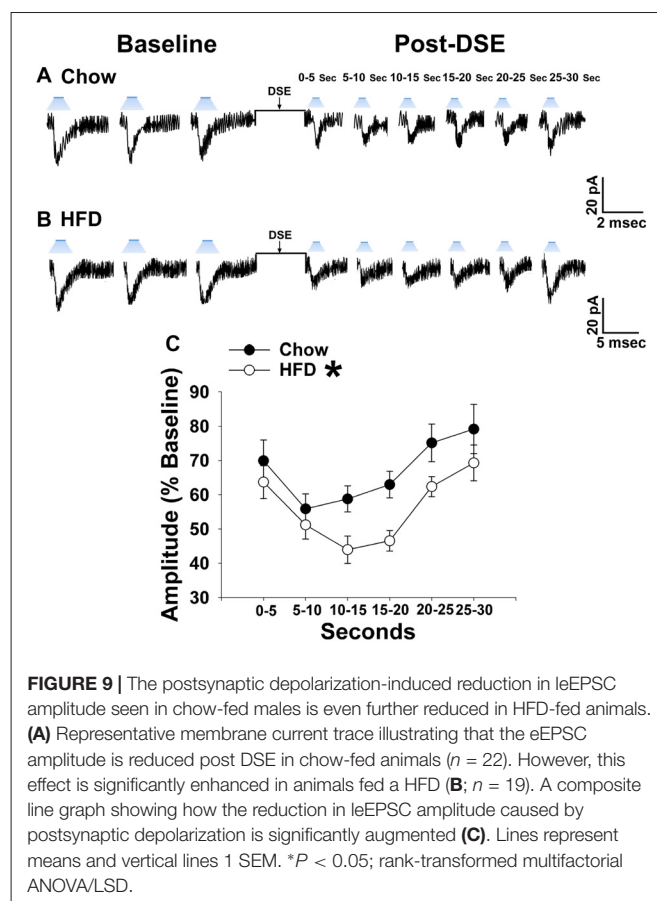 Baseline Post-DSE
A Chow
0-5 Sec 5-10 Sec 10-15 Sec 15-20 Sec 20-25 Sec 25-30 Sec
DSE
20 pA
2 msec
B HFD
DSE
20 pA
5 msec
C
Chow
HFD *
Amplitude (% Baseline)
90
80
70
60
50
40
30
0-5 5-10 10-15 15-20 20-25 25-30
Seconds
FIGURE 9 | The postsynaptic depolarization-induced reduction in leEPSC
amplitude seen in chow-fed males is even further reduced in HFD-fed animals.
(A) Representative membrane current trace illustrating that the eEPSC
amplitude is reduced post DSE in chow-fed animals (n = 22). However, this
effect is significantly enhanced in animals fed a HFD (B; n = 19). A composite
line graph showing how the reduction in leEPSC amplitude caused by
postsynaptic depolarization is significantly augmented (C). Lines represent
means and vertical lines 1 SEM. *P < 0.05; rank-transformed multifactorial
ANOVA/LSD.